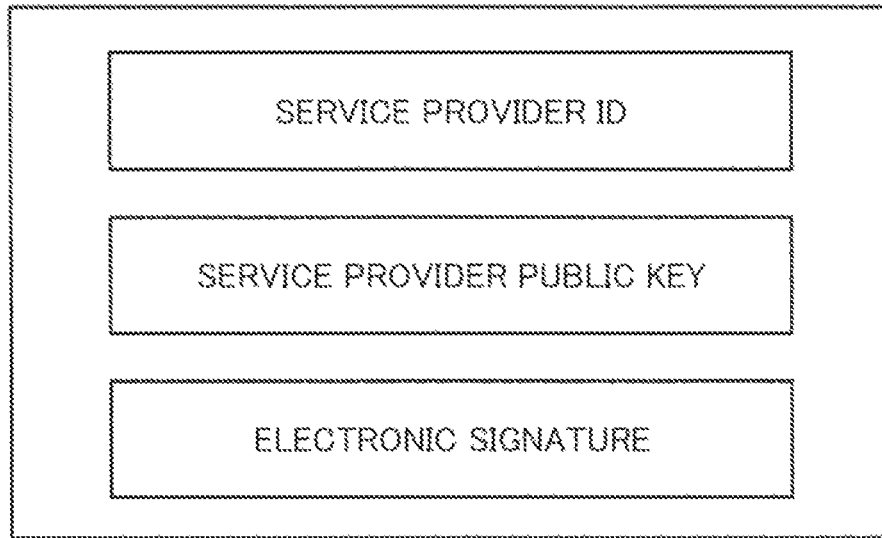 SERVICE PROVIDER ID
SERVICE PROVIDER PUBLIC KEY
ELECTRONIC SIGNATURE